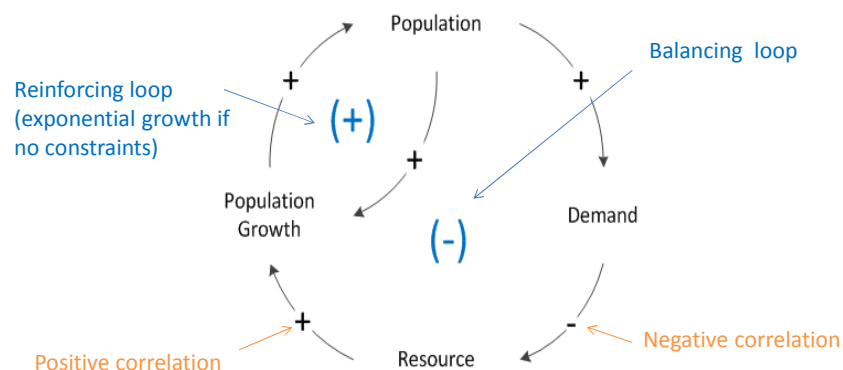 Population
Balancing loop
+
+
Reinforcing loop
(exponential growth if
no constraints)
(+)
+
Population
Growth
Demand
(-)
+
-
Negative correlation
Positive correlation
Resource